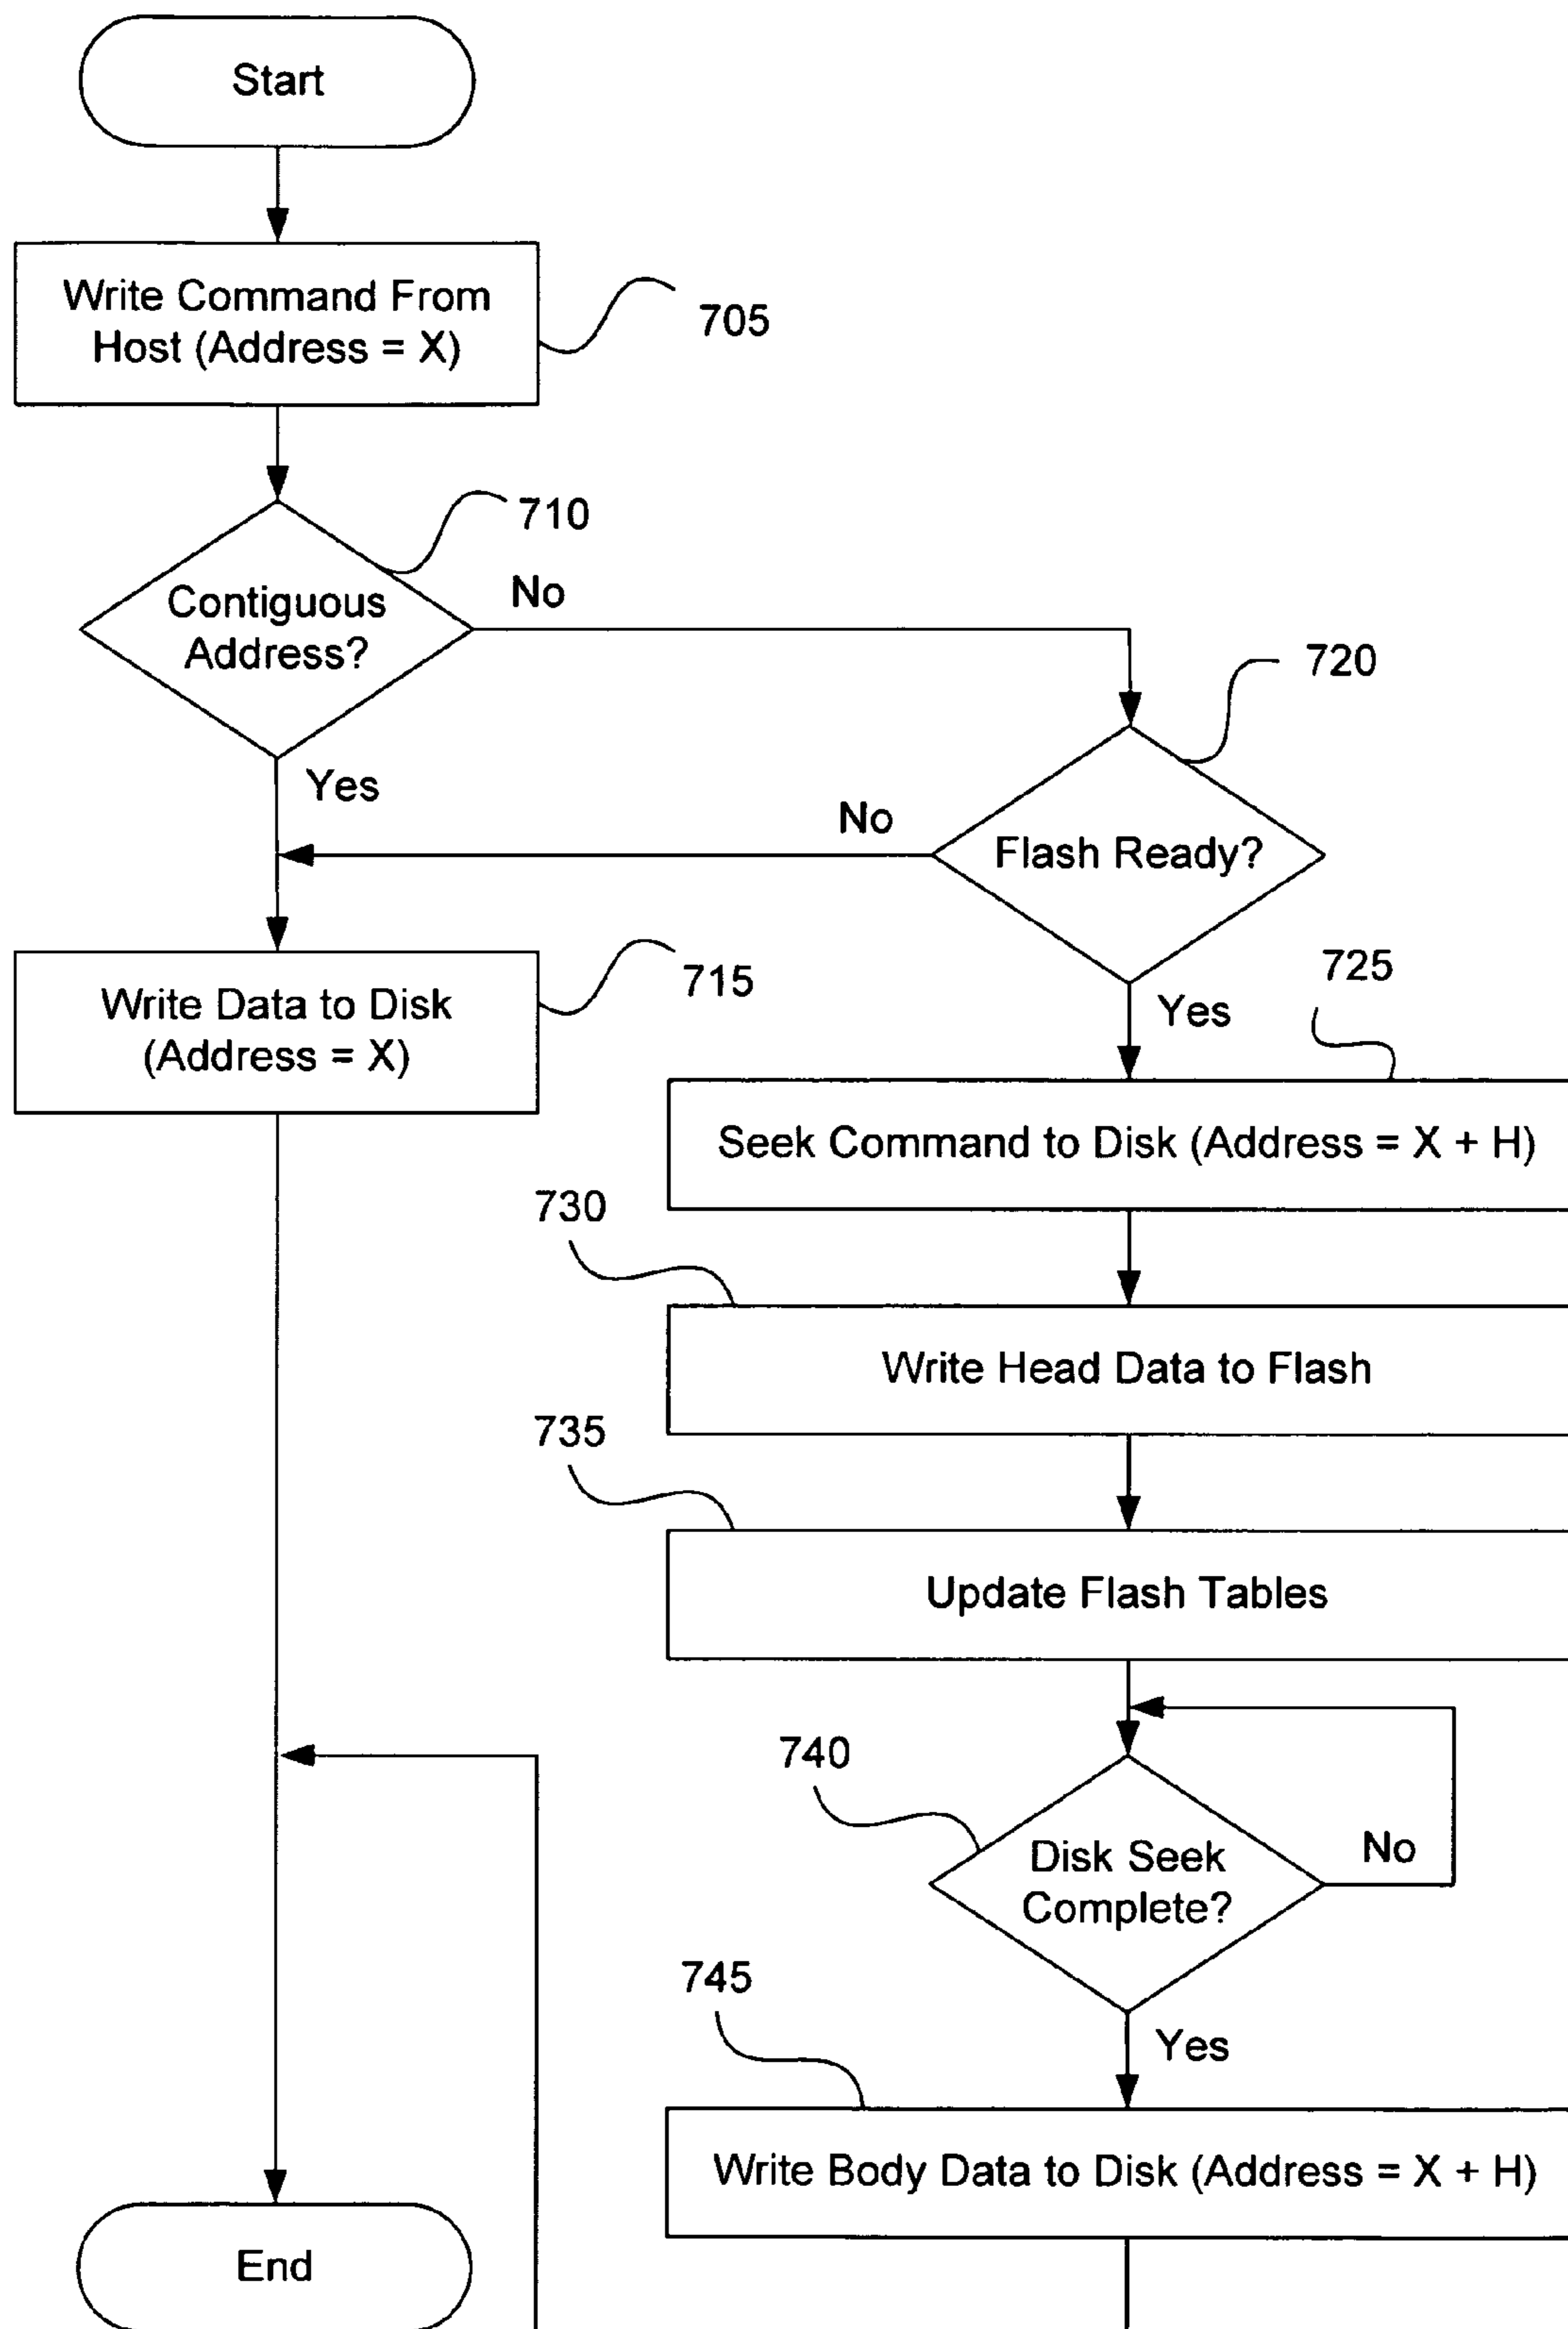 Start
Write Command From
Host (Address = X)
705
710
Contiguous
Address?
No
720
Yes
No
Flash Ready?
Write Data to Disk
(Address = X)
715
725
Yes
Seek Command to Disk (Address = X + H)
730
Write Head Data to Flash
735
Update Flash Tables
740
Disk Seek
Complete?
No
745
Yes
Write Body Data to Disk (Address = X + H)
End